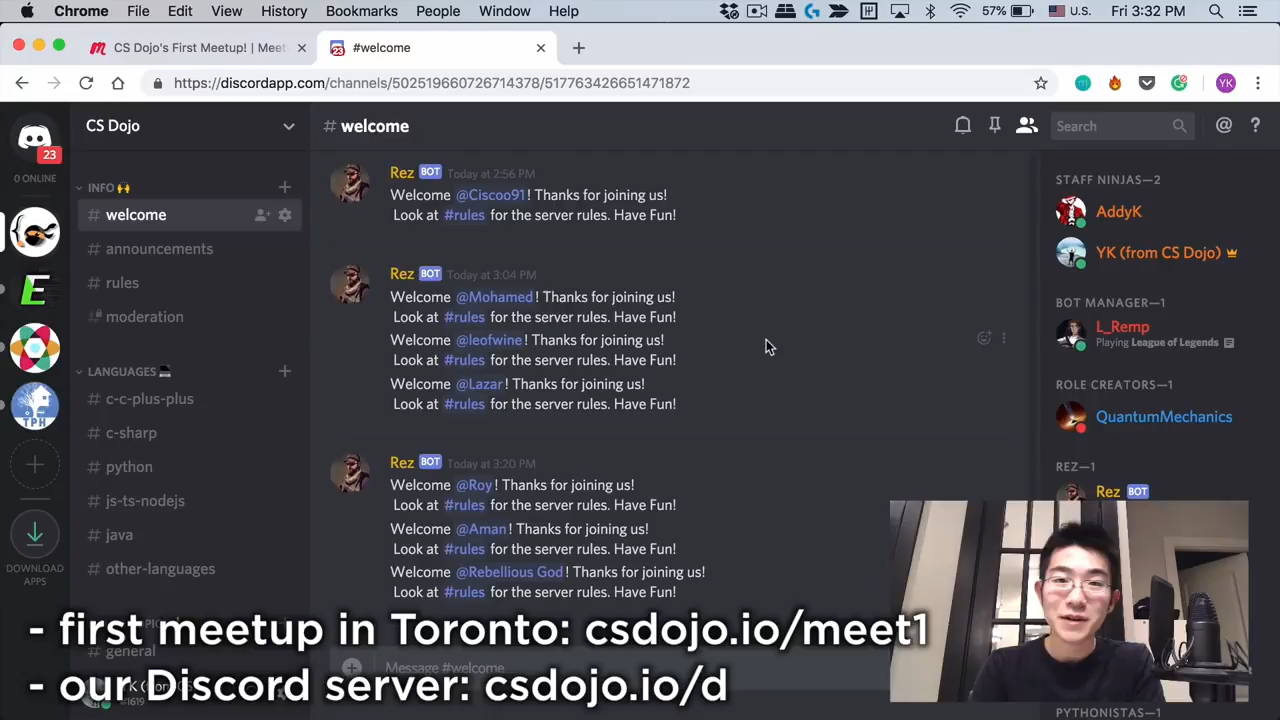 Chrome File Edit View History Bookmarks People Window Help 57% U.S. Fri 3:32 PM
CS Dojo's First Meetup! | Meet
#welcome
https://discordapp.com/channels/502519660726714378/517763426651471872
YK
CS Dojo
# welcome
Search
23
0 ONLINE
INFO
# welcome
# announcements
# rules
moderation
LANGUAGES
# c-c-plus-plus
# c-sharp
# python
# js-ts-nodejs
# java
# other-languages
general
#1619
TPH
DOWNLOAD
APPS
Rez BOT Today at 2:56 PM
Welcome @Ciscoo91! Thanks for joining us!
Look at #rules for the server rules. Have Fun!
Rez BOT Today at 3:04 PM
Welcome @Mohamed! Thanks for joining us!
Look at #rules for the server rules. Have Fun!
Welcome @leofwine! Thanks for joining us!
Look at #rules for the server rules. Have Fun!
Welcome @Lazar! Thanks for joining us!
Look at #rules for the server rules. Have Fun!
Rez BOT Today at 3:20 PM
Welcome @Roy! Thanks for joining us!
Look at #rules for the server rules. Have Fun!
Welcome @Aman! Thanks for joining us!
Look at #rules for the server rules. Have Fun!
Welcome @Rebellious God! Thanks for joining us!
Look at #rules for the server rules. Have Fun!
Message #welcome
STAFF NINJAS—2
AddyK
YK (from CS Dojo)
BOT MANAGER—1
L_Remp
Playing League of Legends
ROLE CREATORS—1
QuantumMechanics
REZ—1
Rez BOT
PYTHONISTAS—1
- first meetup in Toronto: csdojo.io/meet1
- our Discord server: csdojo.io/d